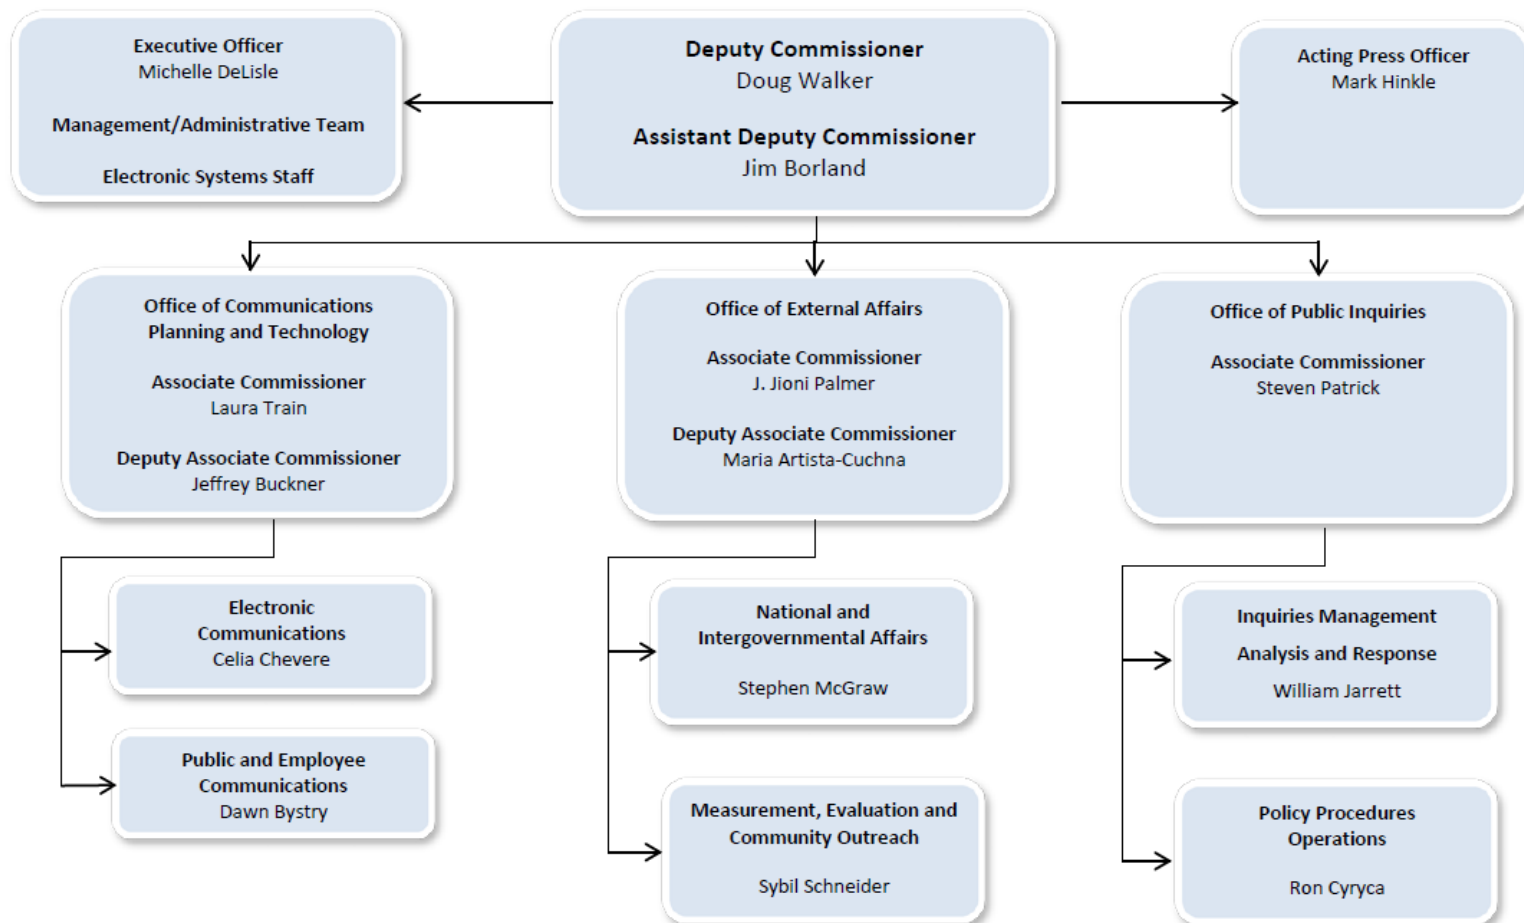 Executive Officer
Michelle DeLisle
Management/Administrative Team
Electronic Systems Staff
Deputy Commissioner
Doug Walker
Assistant Deputy Commissioner
Jim Borland
Acting Press Officer
Mark Hinkle
Office of Communications
Planning and Technology
Associate Commissioner
Laura Train
Deputy Associate Commissioner
Jeffrey Buckner
Office of External Affairs
Associate Commissioner
J. Jioni Palmer
Deputy Associate Commissioner
Maria Artista-Cuchna
Office of Public Inquiries
Associate Commissioner
Steven Patrick
Electronic
Communications
Celia Chevere
Public and Employee
Communications
Dawn Bystry
National and
Intergovernmental Affairs
Stephen McGraw
Measurement, Evaluation and
Community Outreach
Sybil Schneider
Inquiries Management
Analysis and Response
William Jarrett
Policy Procedures
Operations
Ron Cyryca